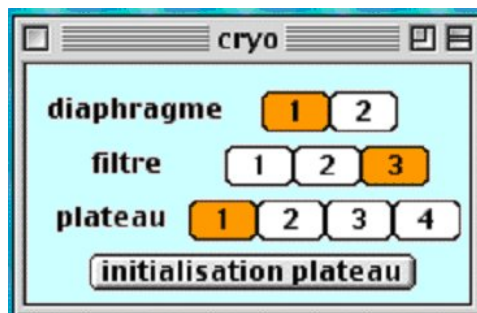 cryo
diaphragme 1 2
filtre 1 2 3
plateau 1 2 3 4
initialisation plateau